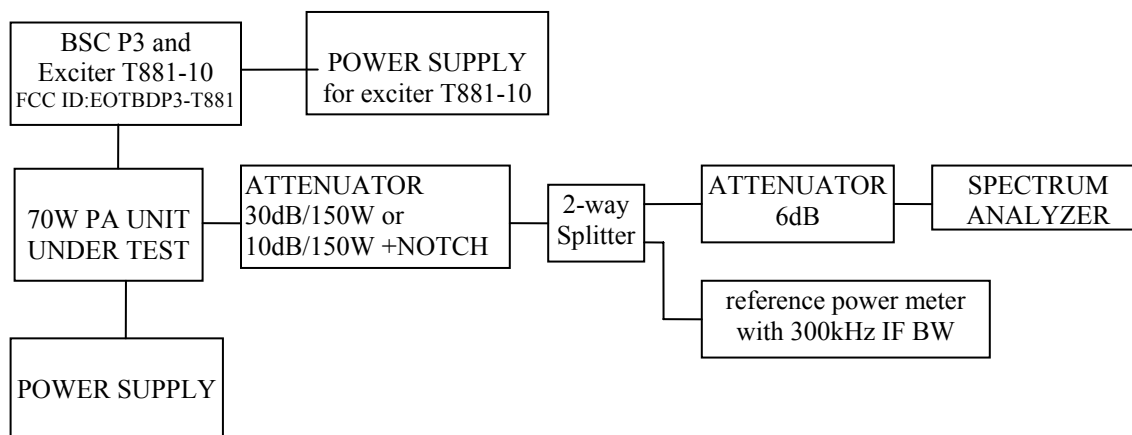 BSC P3 and
Exciter T881-10
FCC ID:EOTBDP3-T881
POWER SUPPLY
for exciter T881-10
70W PA UNIT
UNDER TEST
ATTENUATOR
30dB/150W or
10dB/150W +NOTCH
2-way
Splitter
ATTENUATOR
6dB
SPECTRUM
ANALYZER
reference power meter
with 300kHz IF BW
POWER SUPPLY